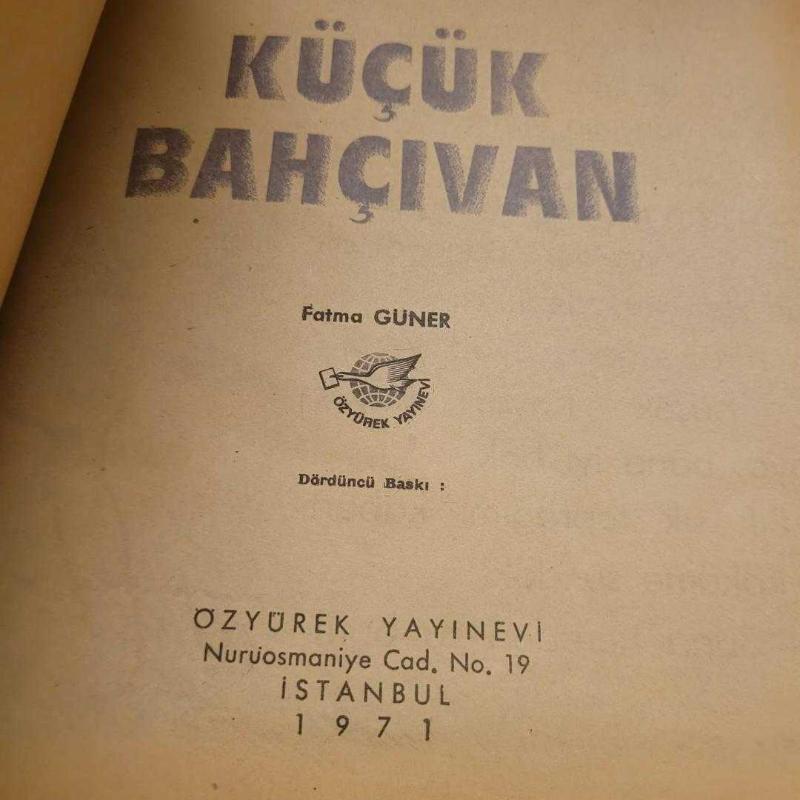 KÜÇÜK
BAHÇIVAN
Fatma GÜNER
ÖZYÜREK YAYINEVİ
Dördüncü Baskı :
ÖZYÜREK YAYINEVİ
Nuruosmaniye Cad. No. 19
İSTANBUL
1971